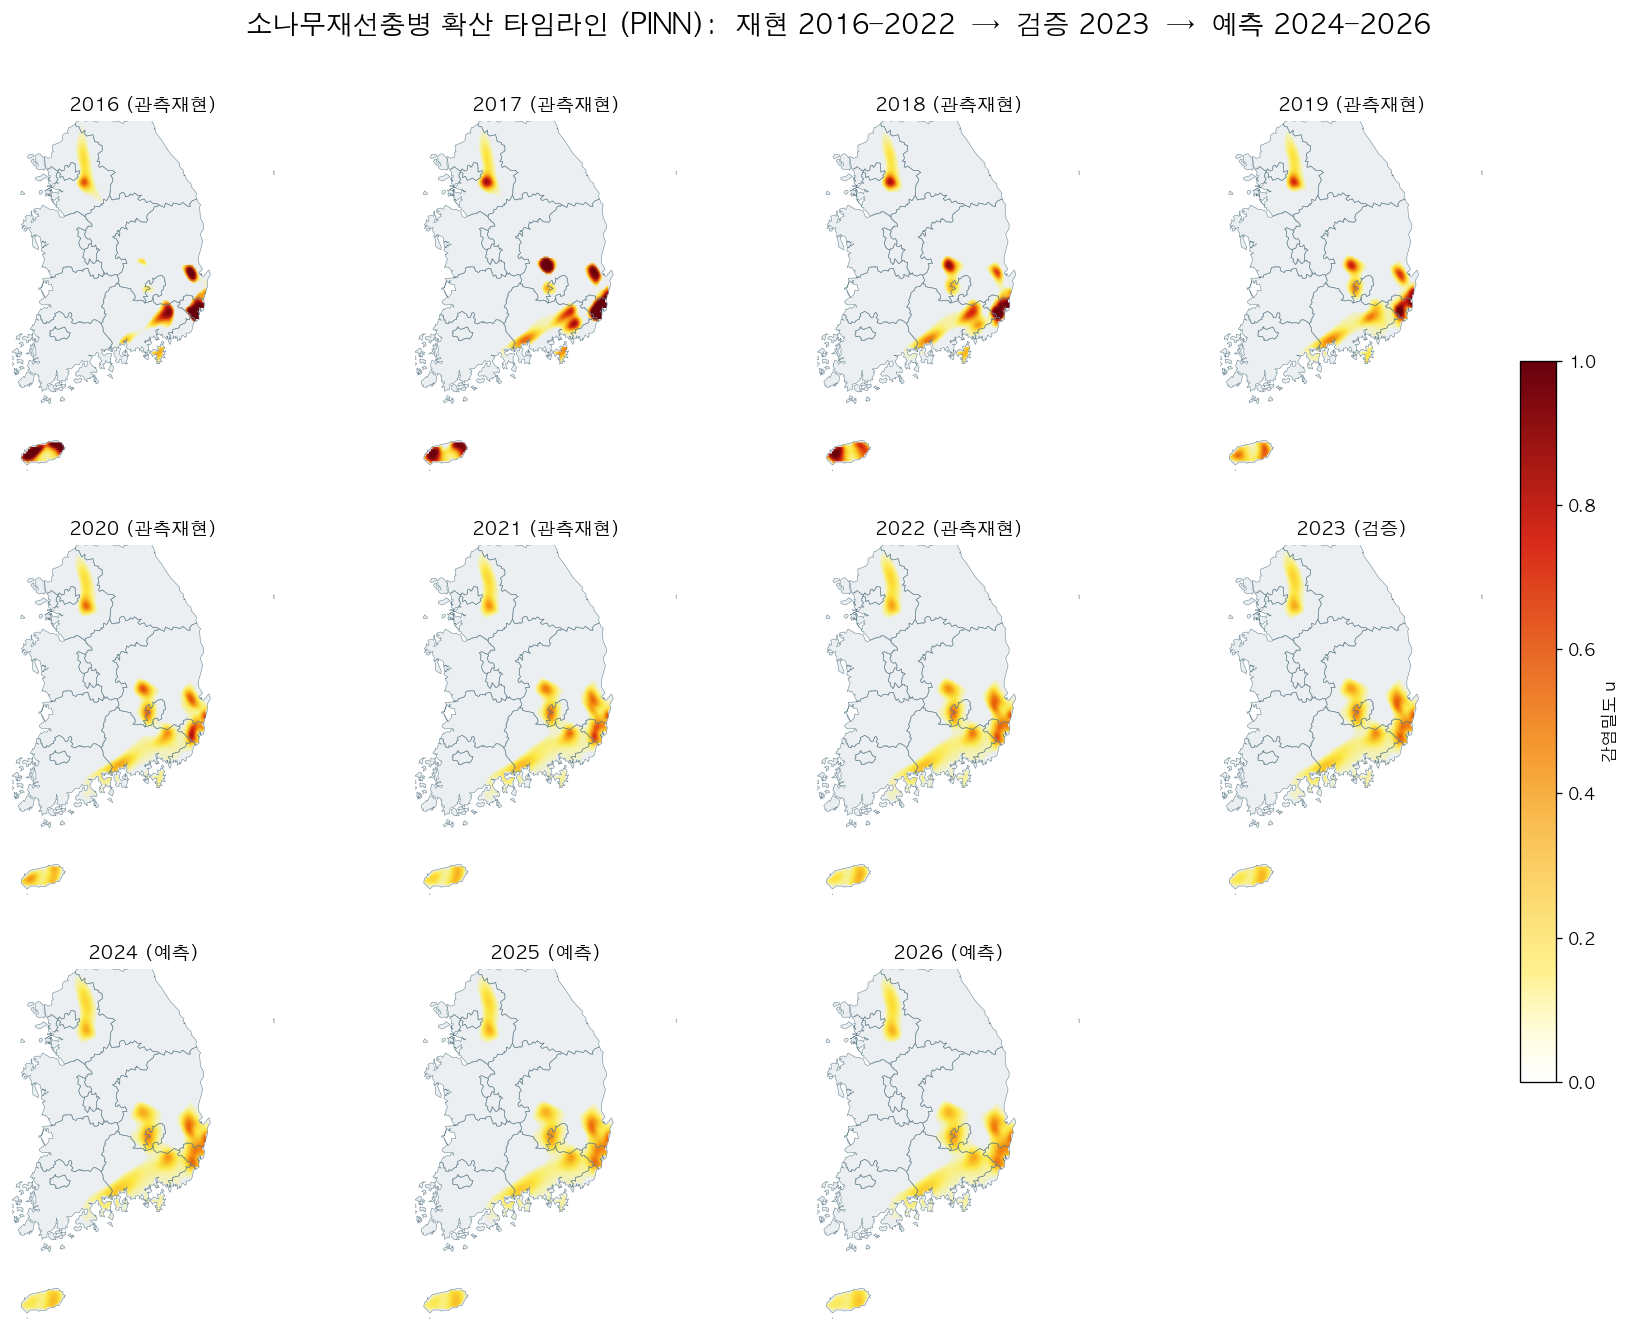 소나무재선충병 확산 타임라인 (PINN):  재현 2016−2022  →  검증 2023  →  예측 2024−2026
2016 (관측재현)
2017 (관측재현)
2018 (관측재현)
2019 (관측재현)
2020 (관측재현)
2021 (관측재현)
2022 (관측재현)
2023 (검증)
2024 (예측)
2025 (예측)
2026 (예측)
1.0
0.8
0.6
0.4
0.2
0.0
감염밀도 u